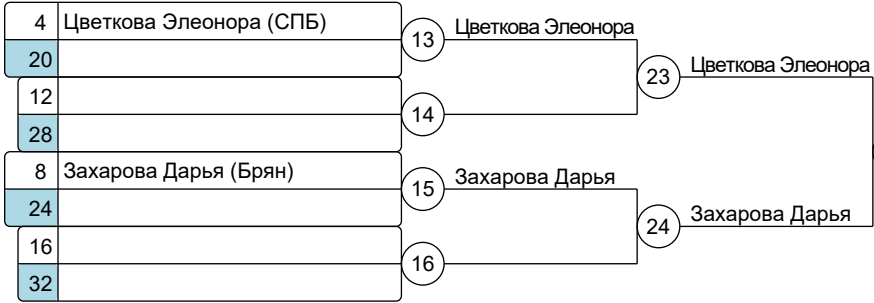 4 Цветкова Элеонора (СПБ)
20
13 Цветкова Элеонора
12
28
14
23 Цветкова Элеонора
8 Захарова Дарья (Брян)
24
15 Захарова Дарья
16
32
16
24 Захарова Дарья